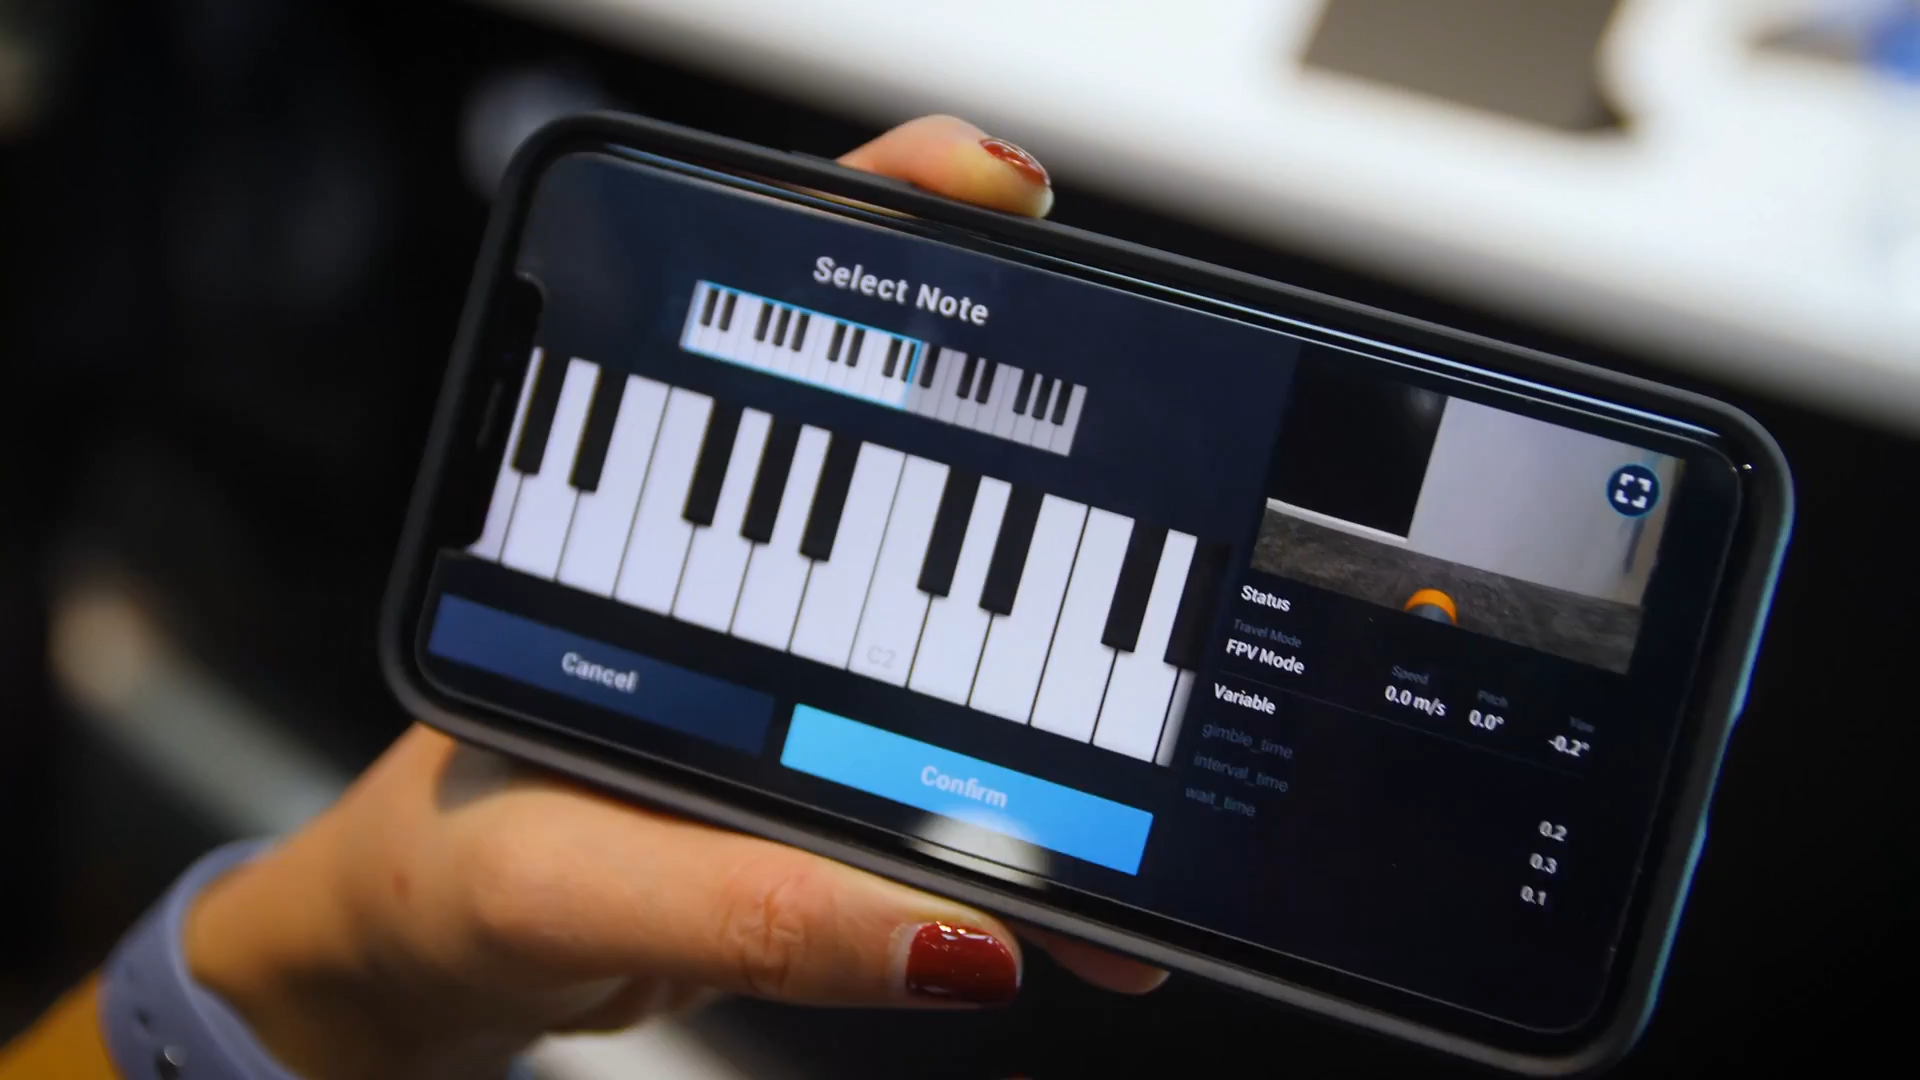 Select Note
C2
Cancel
Confirm
Status
Travel Mode
FPV Mode
Speed
0.0 m/s
Pitch
0.0°
Yaw
-0.2°
Variable
gimble_time
0.2
interval_time
0.3
wait_time
0.1